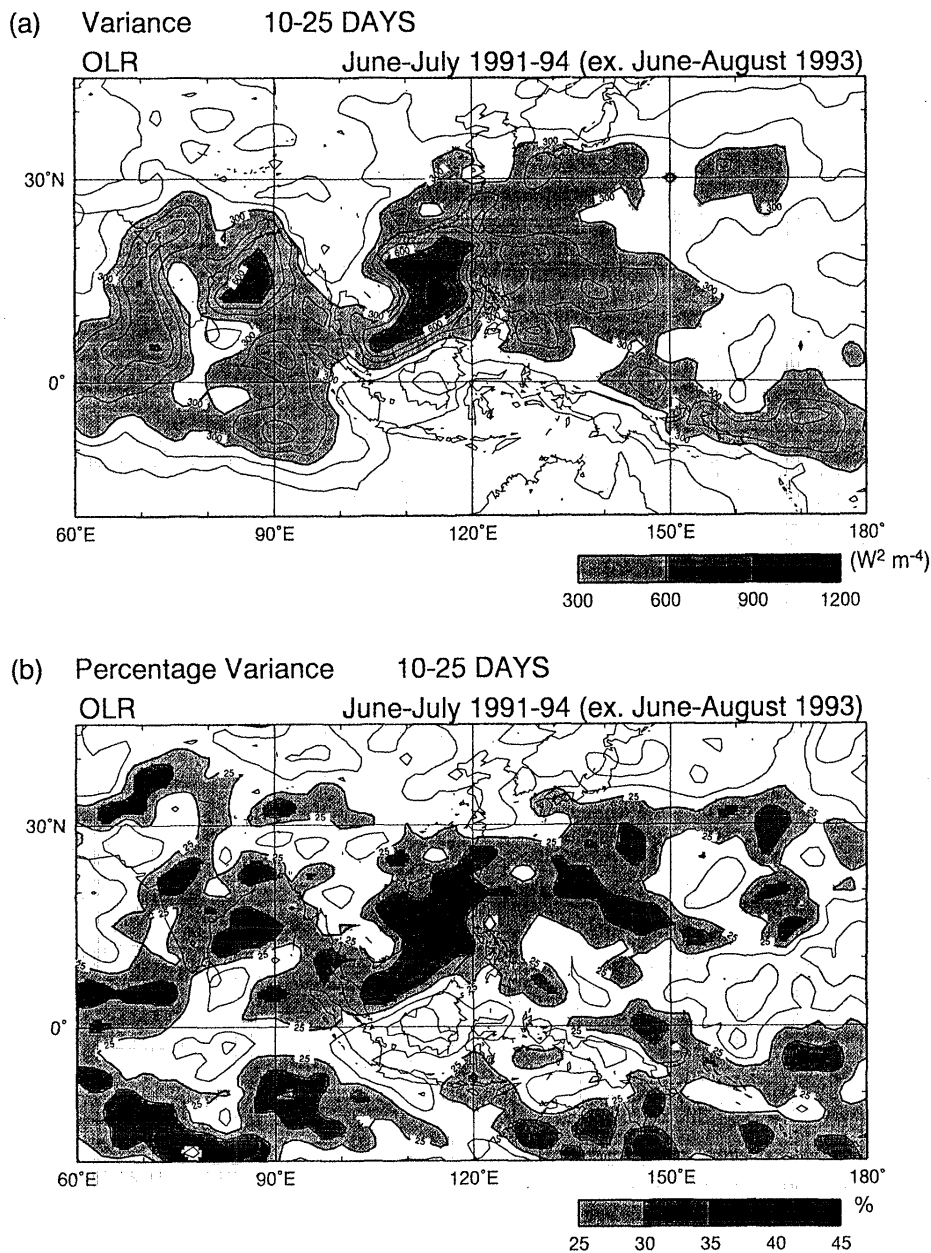 (a) Variance 10-25 DAYS
OLR June-July 1991-94 (ex. June-August 1993)
30°N
0°
60°E 90°E 120°E 150°E 180°
(W² m⁻⁴)
300 600 900 1200
(b) Percentage Variance 10-25 DAYS
OLR June-July 1991-94 (ex. June-August 1993)
30°N
0°
60°E 90°E 120°E 150°E 180°
%
25 30 35 40 45